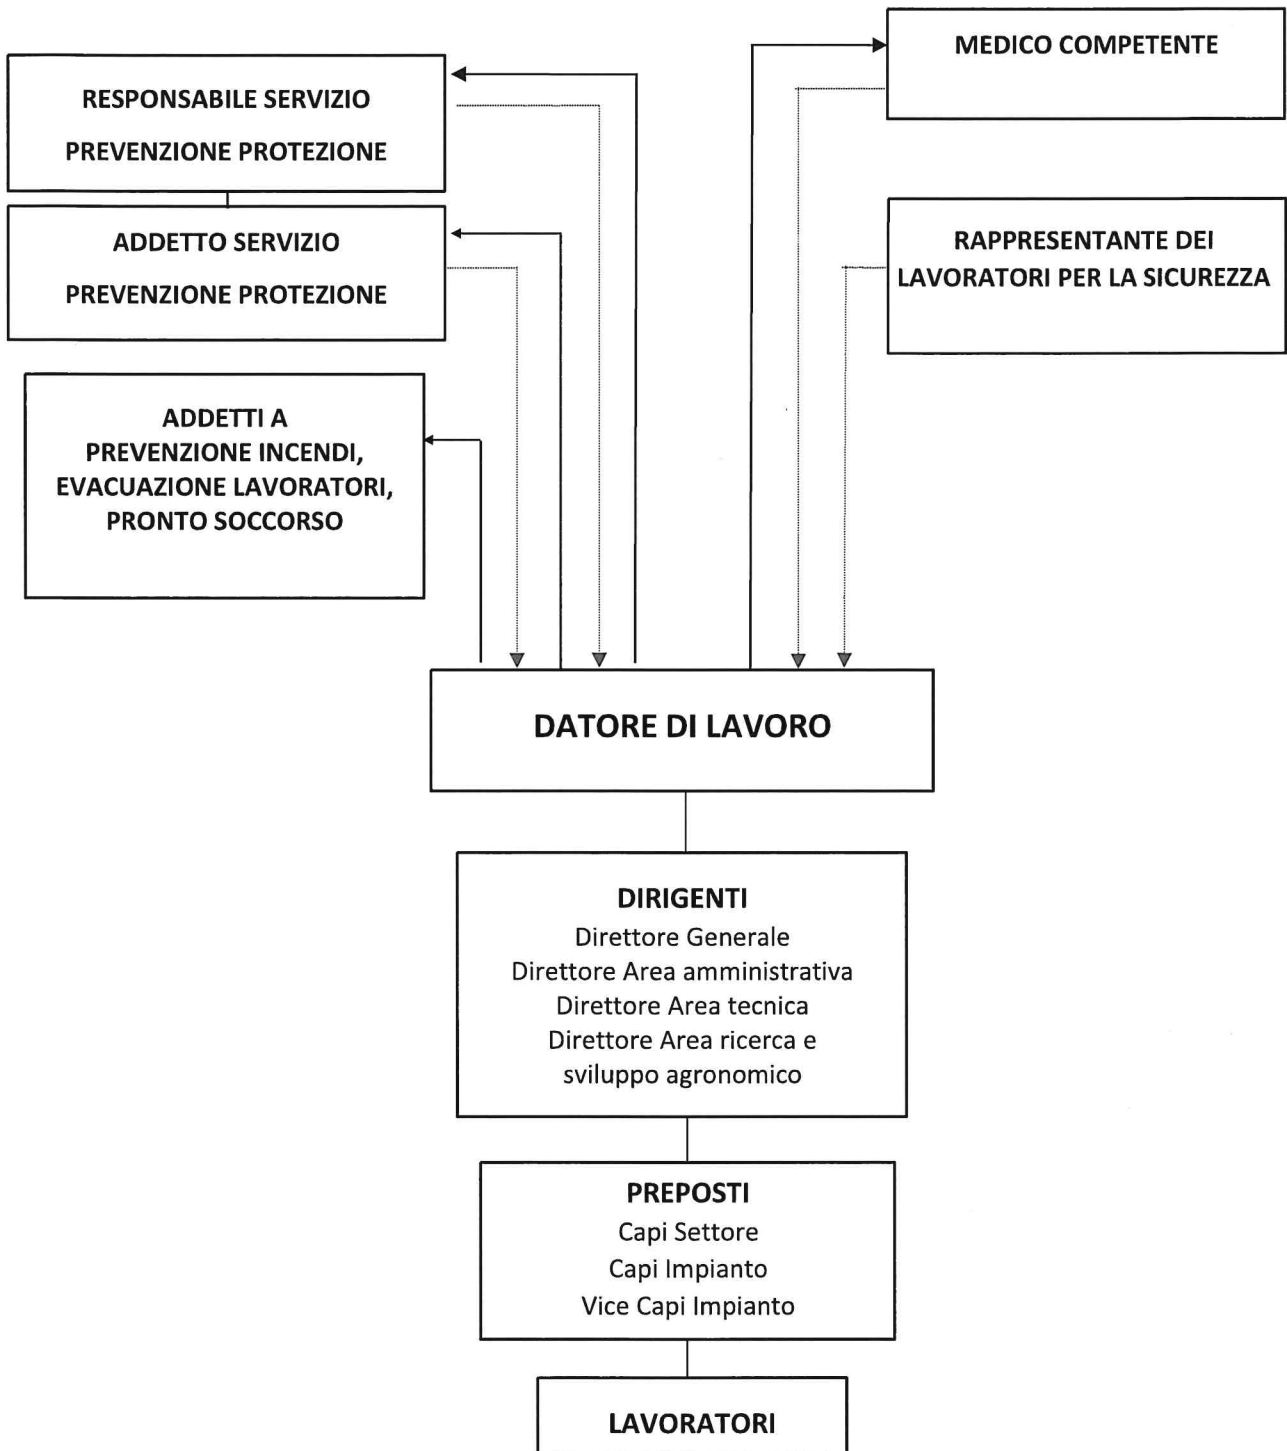 MEDICO COMPETENTE
RESPONSABILE SERVIZIO
PREVENZIONE PROTEZIONE
ADDETTO SERVIZIO
PREVENZIONE PROTEZIONE
RAPPRESENTANTE DEI
LAVORATORI PER LA SICUREZZA
ADDETTI A
PREVENZIONE INCENDI,
EVACUAZIONE LAVORATORI,
PRONTO SOCCORSO
DATORE DI LAVORO
DIRIGENTI
Direttore Generale
Direttore Area amministrativa
Direttore Area tecnica
Direttore Area ricerca e
sviluppo agronomico
PREPOSTI
Capi Settore
Capi Impianto
Vice Capi Impianto
LAVORATORI